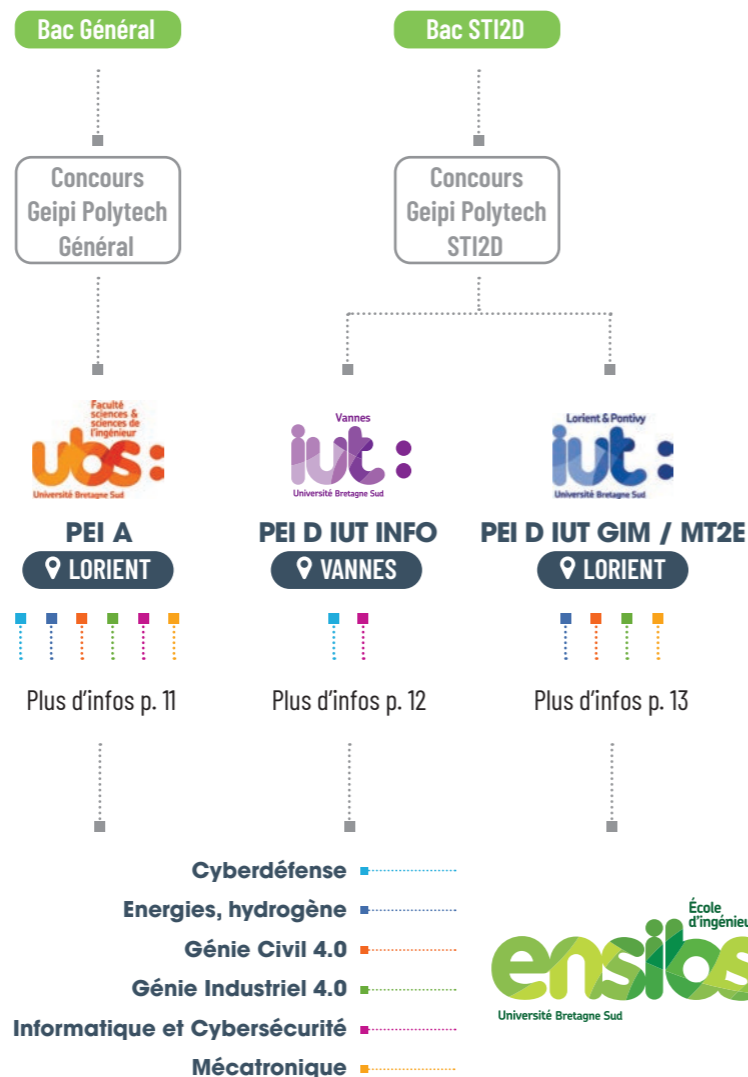 Bac Général
Bac STI2D
Concours
Geipi Polytech
Général
Concours
Geipi Polytech
STI2D
Faculté
sciences &
sciences de
l'ingénieur
ubs:
Université Bretagne Sud
Vannes
iut:
Université Bretagne Sud
Lorient & Pontivy
iut:
Université Bretagne Sud
PEI A
LORIENT
PEI D IUT INFO
VANNES
PEI D IUT GIM / MT2E
LORIENT
Plus d'infos p. 11
Plus d'infos p. 12
Plus d'infos p. 13
Cyberdéfense
Energies, hydrogène
Génie Civil 4.0
Génie Industriel 4.0
Informatique et Cybersécurité
Mécatronique
École
d'ingénieu
ensibs
Université Bretagne Sud